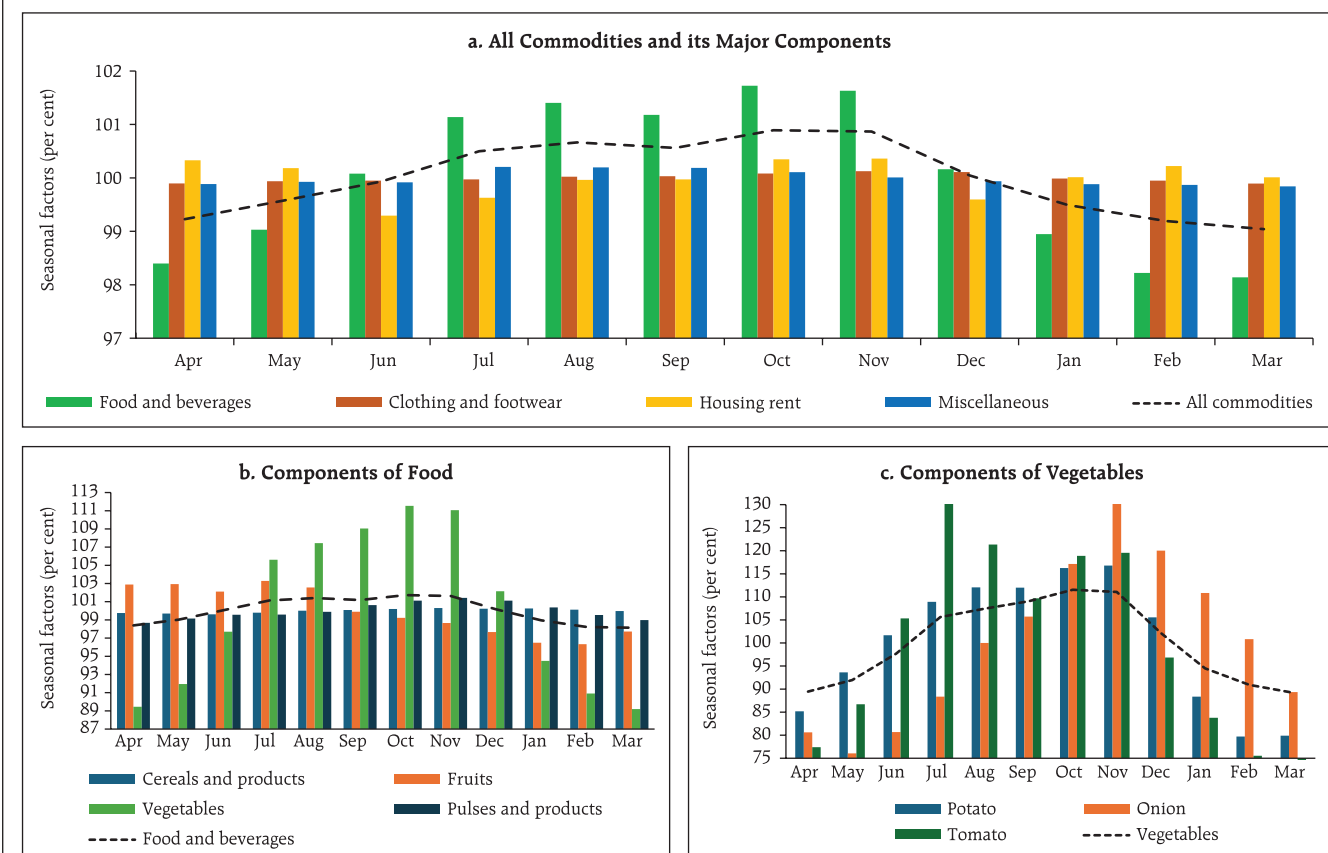 a. All Commodities and its Major Components
Seasonal factors (per cent)
102
101
100
99
98
97
Apr May Jun Jul Aug Sep Oct Nov Dec Jan Feb Mar
Food and beverages Clothing and footwear Housing rent Miscellaneous All commodities
b. Components of Food
Seasonal factors (per cent)
113
111
109
107
105
103
101
99
97
95
93
91
89
87
Apr May Jun Jul Aug Sep Oct Nov Dec Jan Feb Mar
Cereals and products Fruits
Vegetables Pulses and products
Food and beverages
c. Components of Vegetables
Seasonal factors (per cent)
130
125
120
115
110
105
100
95
90
85
80
75
Apr May Jun Jul Aug Sep Oct Nov Dec Jan Feb Mar
Potato Onion
Tomato Vegetables